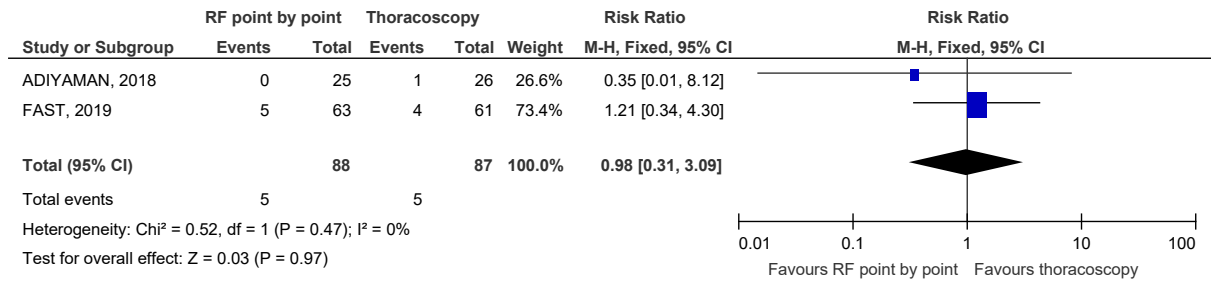 RF point by point Thoracoscopy Risk Ratio Risk Ratio
Study or Subgroup Events Total Events Total Weight M-H, Fixed, 95% CI M-H, Fixed, 95% CI
ADIYAMAN, 2018 0 25 1 26 26.6% 0.35 [0.01, 8.12]
FAST, 2019 5 63 4 61 73.4% 1.21 [0.34, 4.30]
Total (95% CI) 88 87 100.0% 0.98 [0.31, 3.09]
Total events 5 5
Heterogeneity: Chi² = 0.52, df = 1 (P = 0.47); I² = 0%
Test for overall effect: Z = 0.03 (P = 0.97)
0.01 0.1 1 10 100
Favours RF point by point Favours thoracoscopy